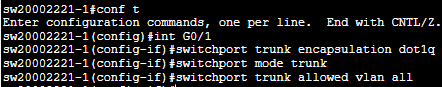 sw20002221-1#conf t
Enter configuration commands, one per line.  End with CNTL/Z.
sw20002221-1(config)#int G0/1
sw20002221-1(config-if)#switchport trunk encapsulation dot1q
sw20002221-1(config-if)#switchport mode trunk
sw20002221-1(config-if)#switchport trunk allowed vlan all